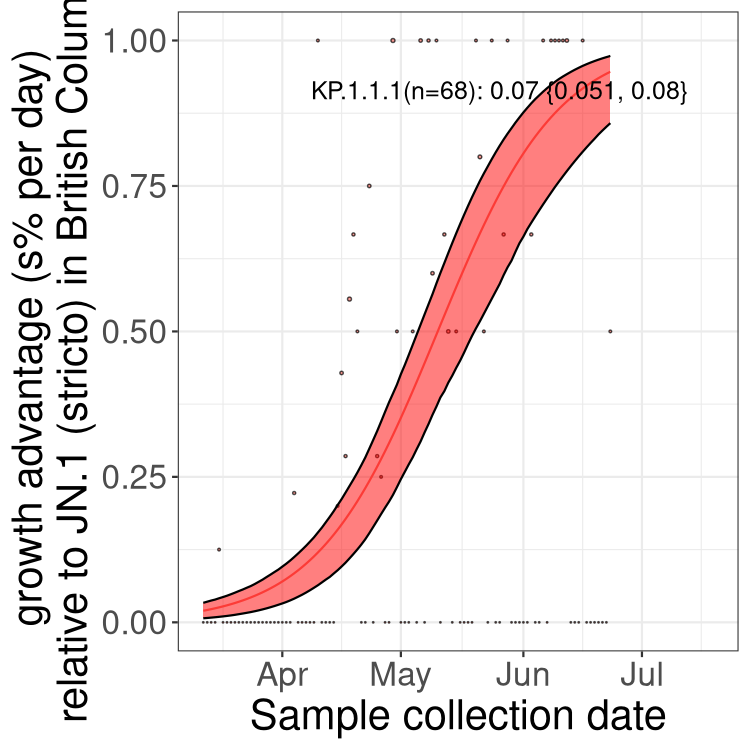 growth advantage (s% per day)
relative to JN.1 (stricto) in British Colum
1.00
0.75
0.50
0.25
0.00
KP.1.1.1(n=68): 0.07 {0.051, 0.08}
Apr May Jun Jul
Sample collection date